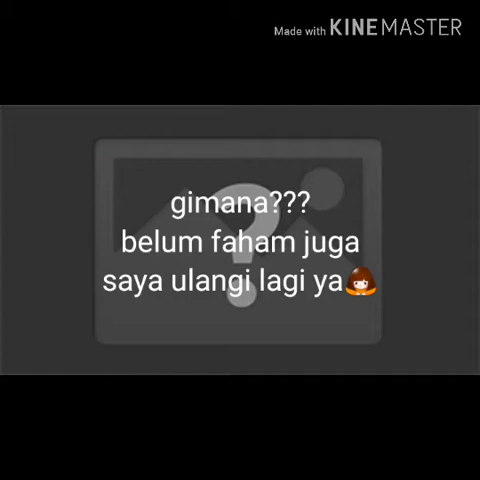 Made with KINEMASTER
gimana???
belum faham juga
saya ulangi lagi ya🙇‍♀️